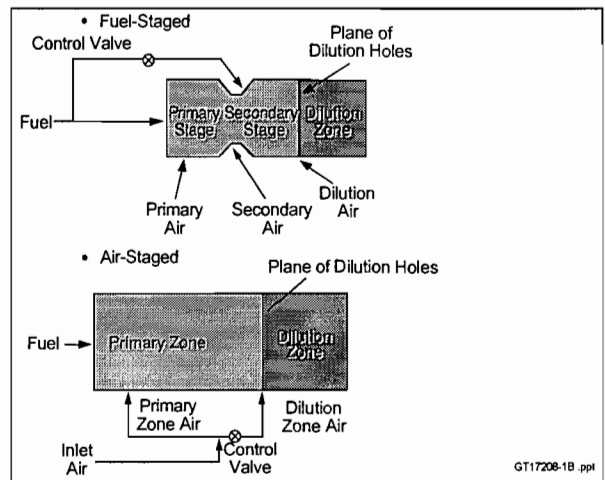 • Fuel-Staged
Control Valve
Plane of
Dilution Holes
Fuel
Primary Secondary Dilution
Stage Stage Zone
Primary
Air
Secondary
Air
Dilution
Air
• Air-Staged
Plane of Dilution Holes
Fuel
Primary Zone
Dilution
Zone
Primary
Zone Air
Dilution
Zone Air
Inlet
Air
Control
Valve
GT17208-1B .ppt